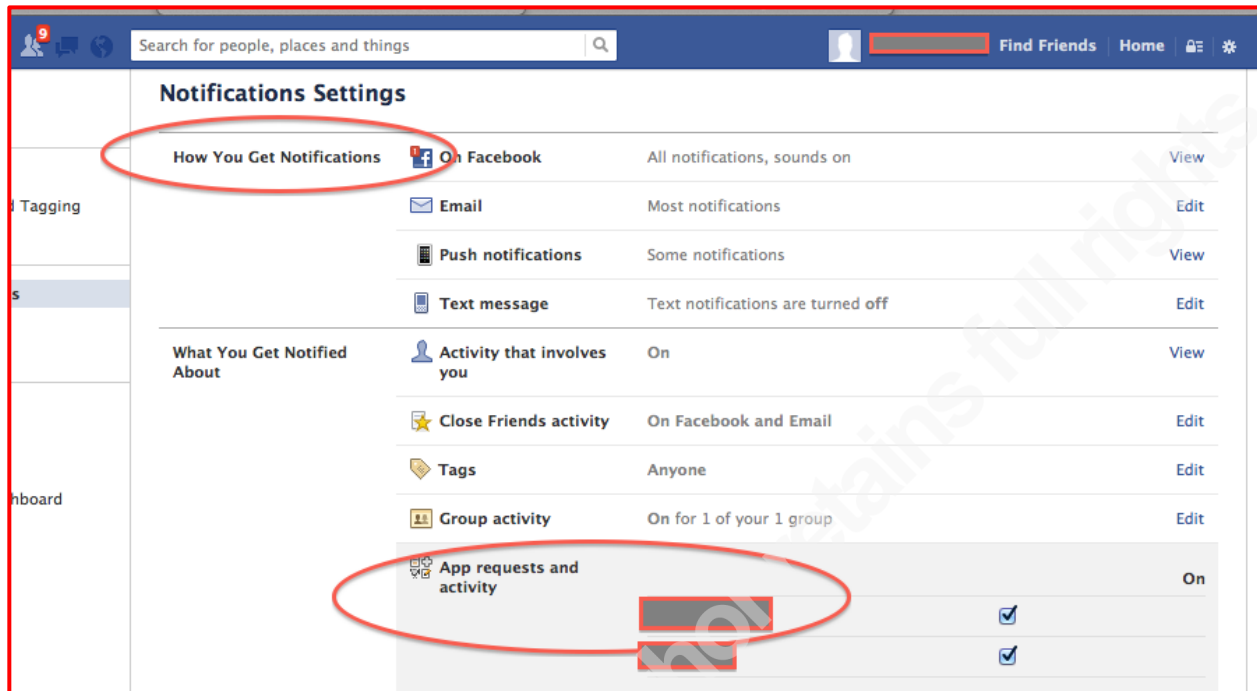 9
Search for people, places and things
Find Friends
Home
Notifications Settings
How You Get Notifications
1
On Facebook
All notifications, sounds on
View
Tagging
Email
Most notifications
Edit
Push notifications
Some notifications
View
s
Text message
Text notifications are turned off
Edit
What You Get Notified
About
Activity that involves
you
On
View
Close Friends activity
On Facebook and Email
Edit
Tags
Anyone
Edit
hboard
Group activity
On for 1 of your 1 group
Edit
App requests and
activity
On
retains full rights